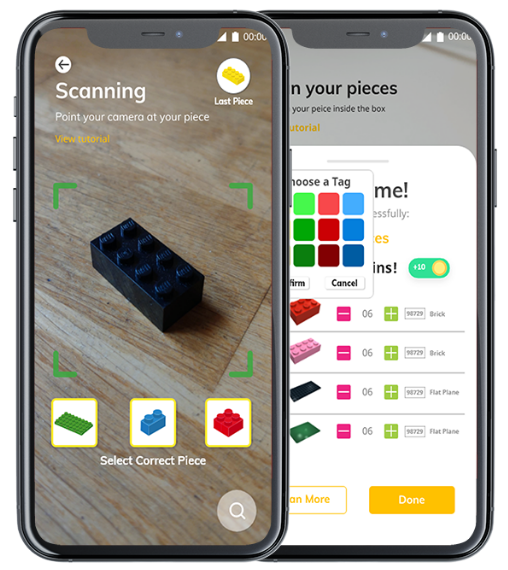 00:00
Scanning
Last Piece
Point your camera at your piece
View tutorial
Select Correct Piece
00:00
n your pieces
your peice inside the box
utorial
hoose a Tag
me!
essfully:
es
ins!
+10
firm
Cancel
06
98729
Brick
06
98729
Brick
06
98729
Flat Plane
06
98729
Flat Plane
an More
Done